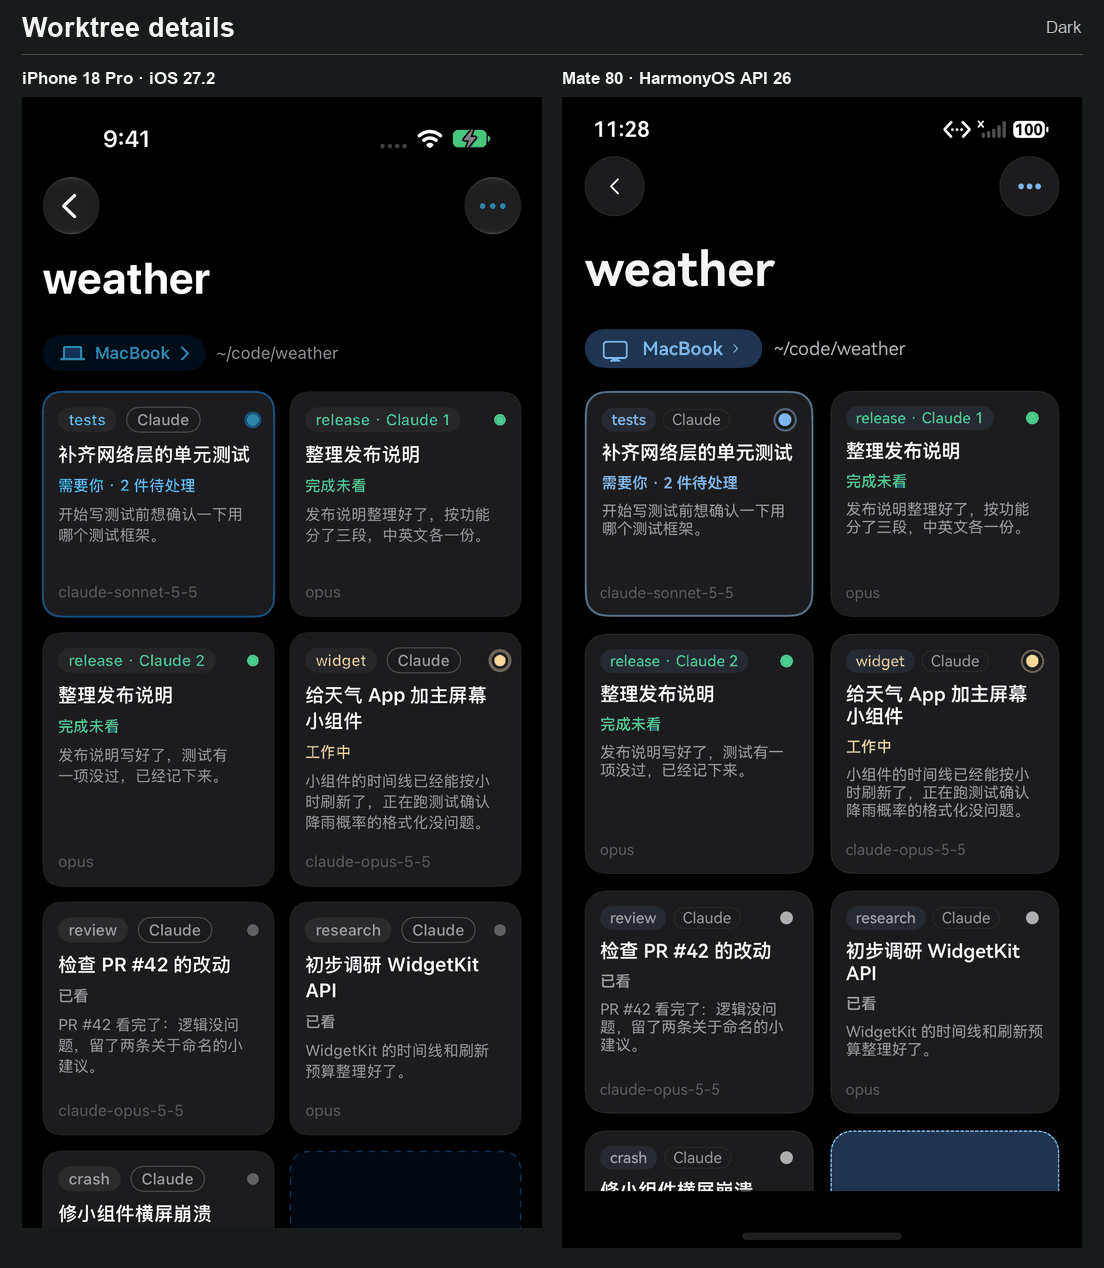 Worktree details
Dark
iPhone 18 Pro · iOS 27.2
9:41
weather
MacBook
~/code/weather
tests
Claude
补齐网络层的单元测试
需要你 · 2 件待处理
开始写测试前想确认一下用
哪个测试框架。
claude-sonnet-5-5
release · Claude 1
整理发布说明
完成未看
发布说明整理好了，按功能
分了三段，中英文各一份。
opus
release · Claude 2
整理发布说明
完成未看
发布说明写好了，测试有
一项没过，已经记下来。
opus
widget
Claude
给天气 App 加主屏幕
小组件
工作中
小组件的时间线已经能按小
时刷新了，正在跑测试确认
降雨概率的格式化没问题。
claude-opus-5-5
review
Claude
检查 PR #42 的改动
已看
PR #42 看完了：逻辑没问
题，留了两条关于命名的小
建议。
claude-opus-5-5
research
Claude
初步调研 WidgetKit
API
已看
WidgetKit 的时间线和刷新
预算整理好了。
opus
crash
Claude
修小组件横屏崩溃
Mate 80 · HarmonyOS API 26
11:28
100
weather
MacBook
~/code/weather
tests
Claude
补齐网络层的单元测试
需要你 · 2 件待处理
开始写测试前想确认一下用
哪个测试框架。
claude-sonnet-5-5
release · Claude 1
整理发布说明
完成未看
发布说明整理好了，按功能
分了三段，中英文各一份。
opus
release · Claude 2
整理发布说明
完成未看
发布说明写好了，测试有一
项没过，已经记下来。
opus
widget
Claude
给天气 App 加主屏幕
小组件
工作中
小组件的时间线已经能按小
时刷新了，正在跑测试确认
降雨概率的格式化没问题。
claude-opus-5-5
review
Claude
检查 PR #42 的改动
已看
PR #42 看完了：逻辑没问
题，留了两条关于命名的小
建议。
claude-opus-5-5
research
Claude
初步调研 WidgetKit
API
已看
WidgetKit 的时间线和刷新预
算整理好了。
opus
crash
Claude
修小组件横屏崩溃